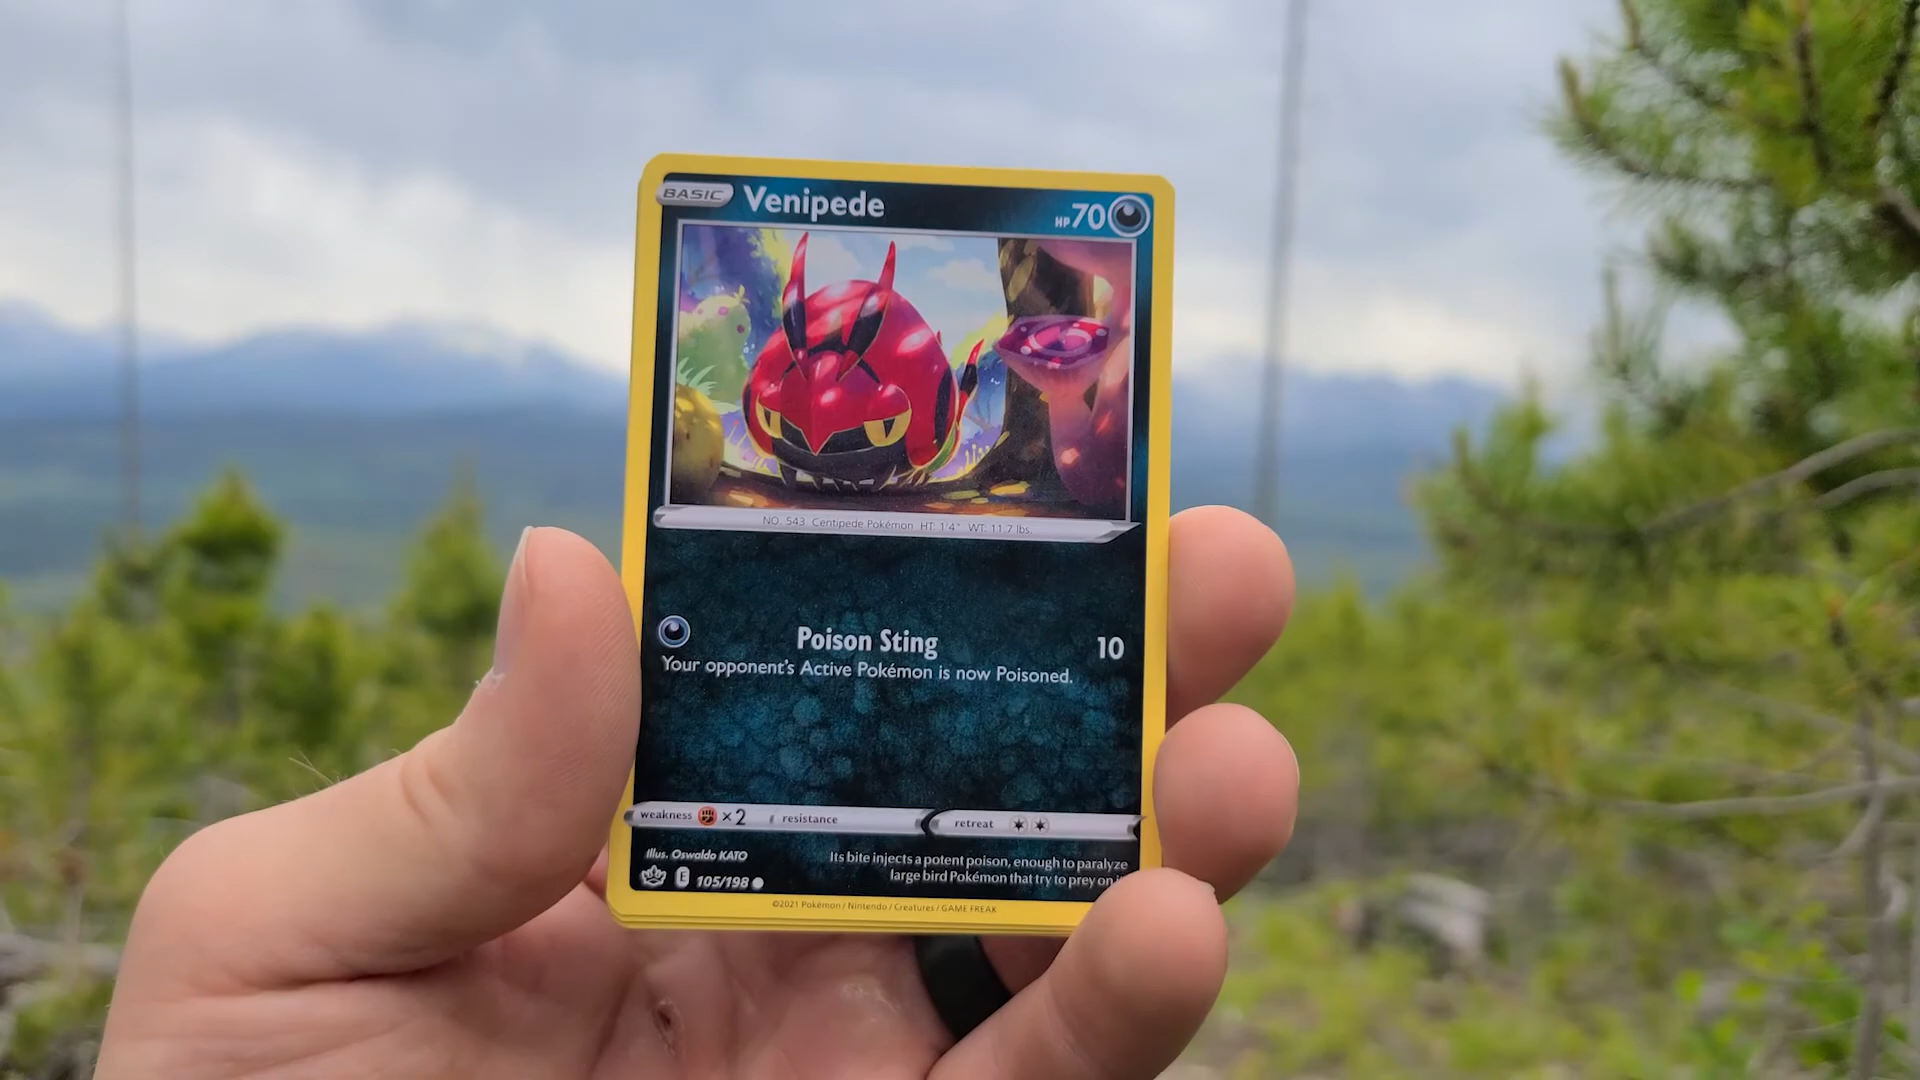 BASIC Venipede HP70
NO. 543 Centipede Pokémon HT: 1'4" WT: 11.7 lbs.
Poison Sting 10
Your opponent's Active Pokémon is now Poisoned.
weakness ×2 resistance retreat
Illus. Oswaldo KATO
Its bite injects a potent poison, enough to paralyze
large bird Pokémon that try to prey on
E 105/198
©2021 Pokémon / Nintendo / Creatures / GAME FREAK